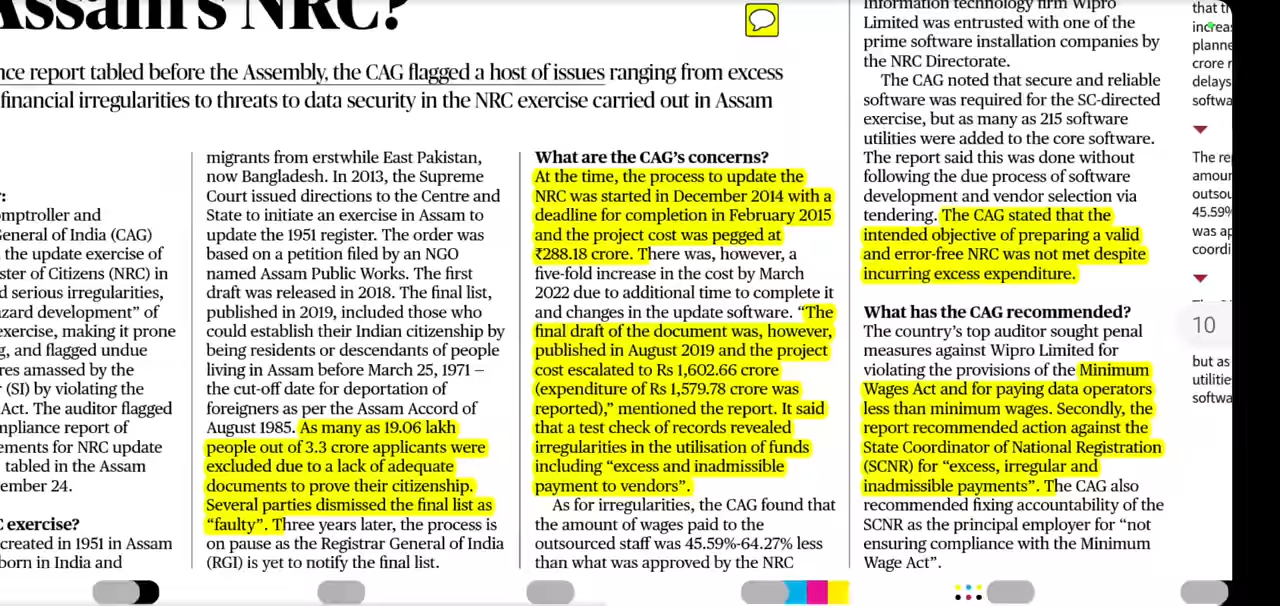 Assam's NRC?
nce report tabled before the Assembly, the CAG flagged a host of issues ranging from excess
financial irregularities to threats to data security in the NRC exercise carried out in Assam
mptroller and
General of India (CAG)
the update exercise of
ster of Citizens (NRC) in
d serious irregularities,
azard development” of
exercise, making it prone
g, and flagged undue
res amassed by the
(SI) by violating the
Act. The auditor flagged
mpliance report of
ements for NRC update
tabled in the Assam
ember 24.
C exercise?
created in 1951 in Assam
born in India and
migrants from erstwhile East Pakistan,
now Bangladesh. In 2013, the Supreme
Court issued directions to the Centre and
State to initiate an exercise in Assam to
update the 1951 register. The order was
based on a petition filed by an NGO
named Assam Public Works. The first
draft was released in 2018. The final list,
published in 2019, included those who
could establish their Indian citizenship by
being residents or descendants of people
living in Assam before March 25, 1971 —
the cut-off date for deportation of
foreigners as per the Assam Accord of
August 1985. As many as 19.06 lakh
people out of 3.3 crore applicants were
excluded due to a lack of adequate
documents to prove their citizenship.
Several parties dismissed the final list as
“faulty”. Three years later, the process is
on pause as the Registrar General of India
(RGI) is yet to notify the final list.
What are the CAG's concerns?
At the time, the process to update the
NRC was started in December 2014 with a
deadline for completion in February 2015
and the project cost was pegged at
₹288.18 crore. There was, however, a
five-fold increase in the cost by March
2022 due to additional time to complete it
and changes in the update software. “The
final draft of the document was, however,
published in August 2019 and the project
cost escalated to Rs 1,602.66 crore
(expenditure of Rs 1,579.78 crore was
reported),” mentioned the report. It said
that a test check of records revealed
irregularities in the utilisation of funds
including “excess and inadmissible
payment to vendors”.
As for irregularities, the CAG found that
the amount of wages paid to the
outsourced staff was 45.59%-64.27% less
than what was approved by the NRC
Information technology firm Wipro
Limited was entrusted with one of the
prime software installation companies by
the NRC Directorate.
The CAG noted that secure and reliable
software was required for the SC-directed
exercise, but as many as 215 software
utilities were added to the core software.
The report said this was done without
following the due process of software
development and vendor selection via
tendering. The CAG stated that the
intended objective of preparing a valid
and error-free NRC was not met despite
incurring excess expenditure.
What has the CAG recommended?
The country's top auditor sought penal
measures against Wipro Limited for
violating the provisions of the Minimum
Wages Act and for paying data operators
less than minimum wages. Secondly, the
report recommended action against the
State Coordinator of National Registration
(SCNR) for “excess, irregular and
inadmissible payments”. The CAG also
recommended fixing accountability of the
SCNR as the principal employer for “not
ensuring compliance with the Minimum
Wage Act”.
that th
increas
planne
crore r
delays
softwa
The re
amour
outsou
45.59%
was ap
coordi
10
but as
utilitie
softwa